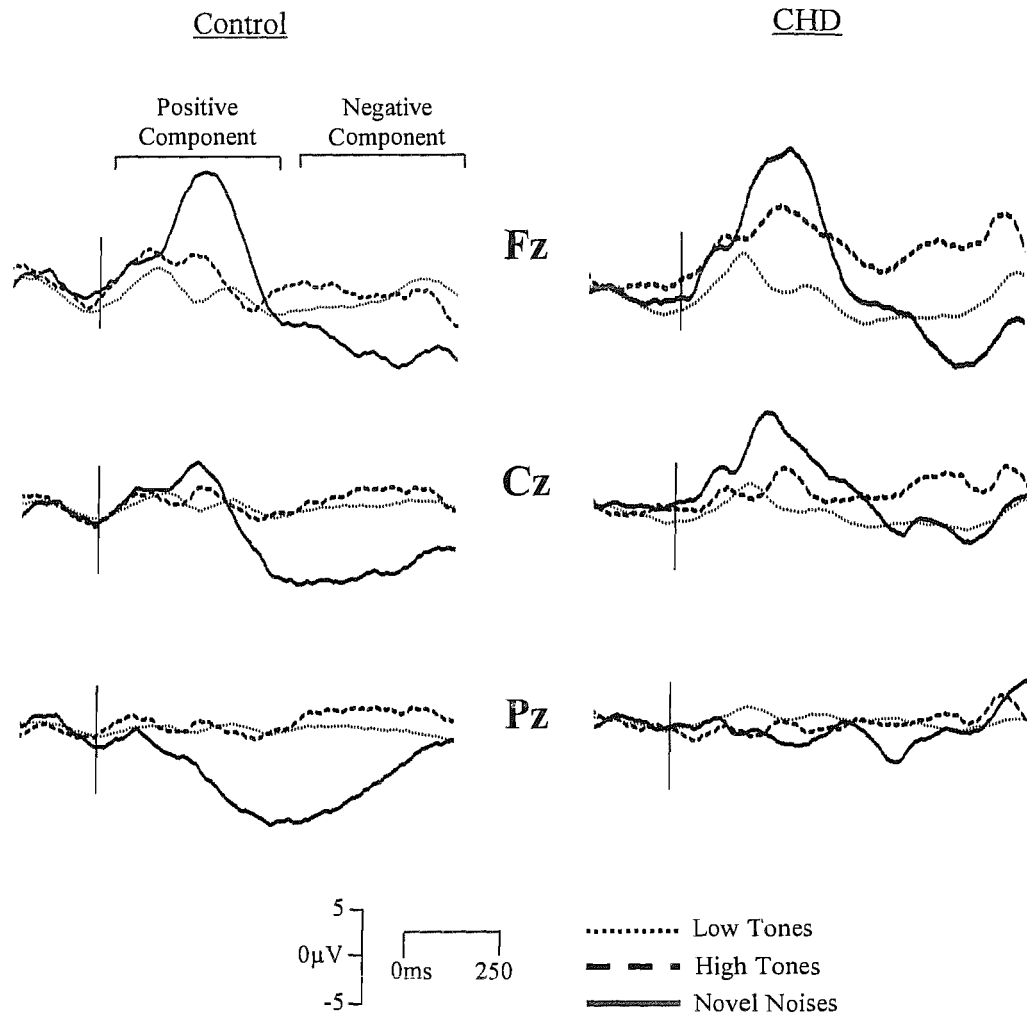 Control
CHD
Positive
Component
Negative
Component
Fz
Cz
Pz
5
0µV
-5
0ms
250
Low Tones
High Tones
Novel Noises